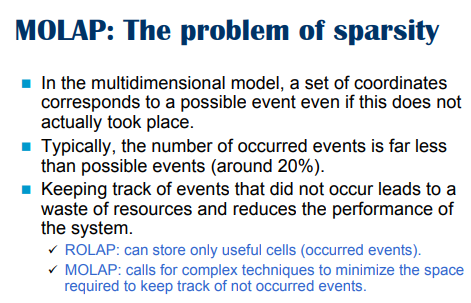 MOLAP: The problem of sparsity
In the multidimensional model, a set of coordinates
corresponds to a possible event even if this does not
actually took place.
Typically, the number of occurred events is far less
than possible events (around 20%).
Keeping track of events that did not occur leads to a
waste of resources and reduces the performance of
the system.
✓ ROLAP: can store only useful cells (occurred events).
✓ MOLAP: calls for complex techniques to minimize the space
required to keep track of not occurred events.